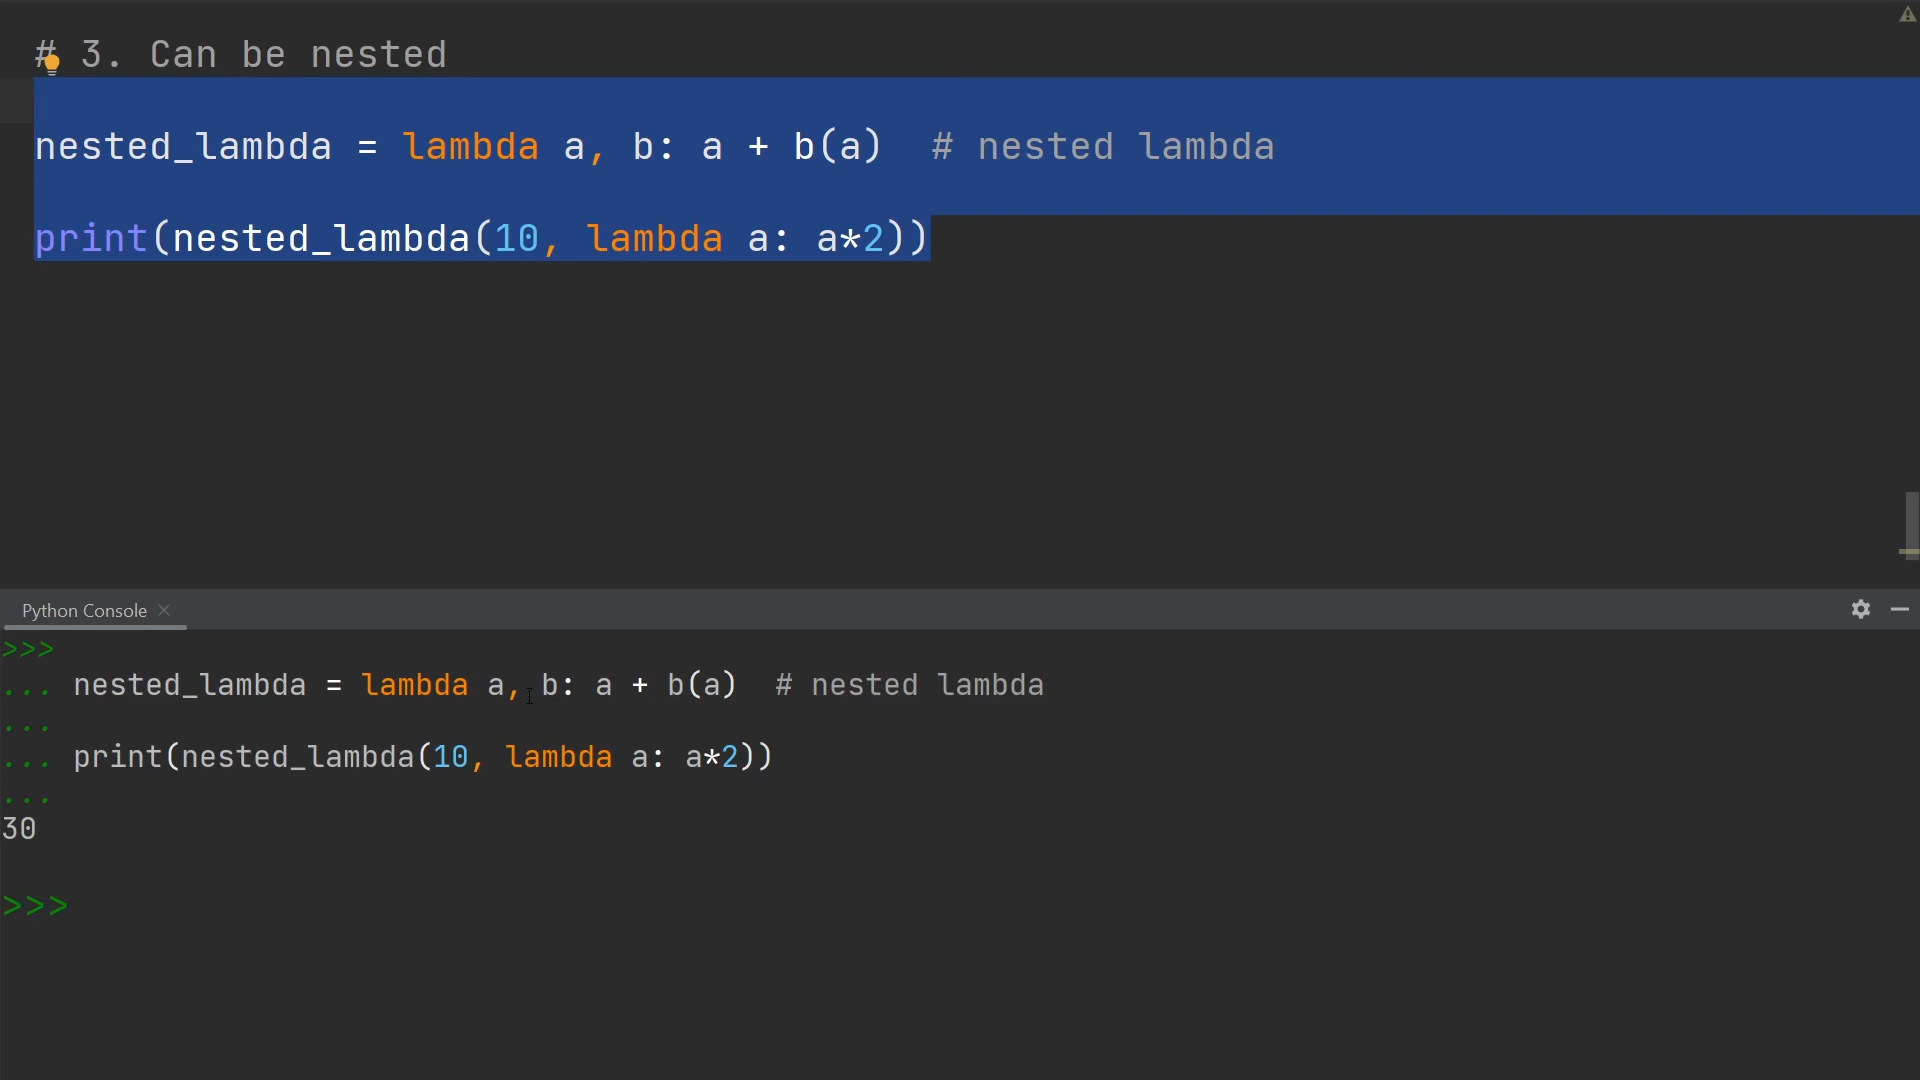 # 3. Can be nested
nested_lambda = lambda a, b: a + b(a)  # nested lambda
print(nested_lambda(10, lambda a: a*2))
Python Console
>>>
... nested_lambda = lambda a, b: a + b(a)  # nested lambda
...
... print(nested_lambda(10, lambda a: a*2))
...
30
>>>